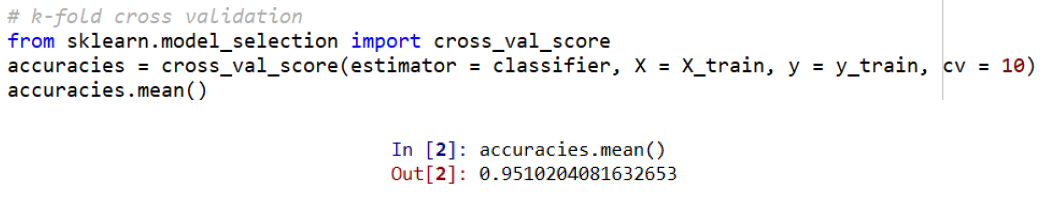 # k-fold cross validation
from sklearn.model_selection import cross_val_score
accuracies = cross_val_score(estimator = classifier, X = X_train, y = y_train, cv = 10)
accuracies.mean()
In [2]: accuracies.mean()
Out[2]: 0.9510204081632653